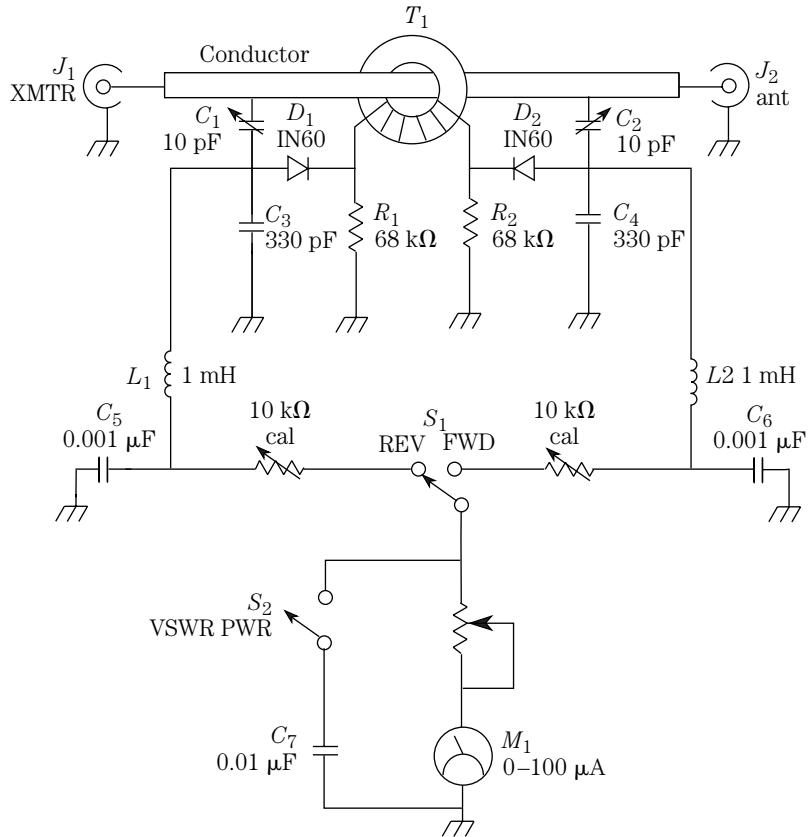 T₁
Conductor
J₁
XMTR
J₂
ant
C₁
10 pF
D₁
IN60
D₂
IN60
C₂
10 pF
C₃
330 pF
R₁
68 kΩ
R₂
68 kΩ
C₄
330 pF
L₁
1 mH
L2 1 mH
C₅
0.001 µF
10 kΩ
cal
S₁
REV
FWD
10 kΩ
cal
C₆
0.001 µF
S₂
VSWR PWR
C₇
0.01 µF
M₁
0–100 µA